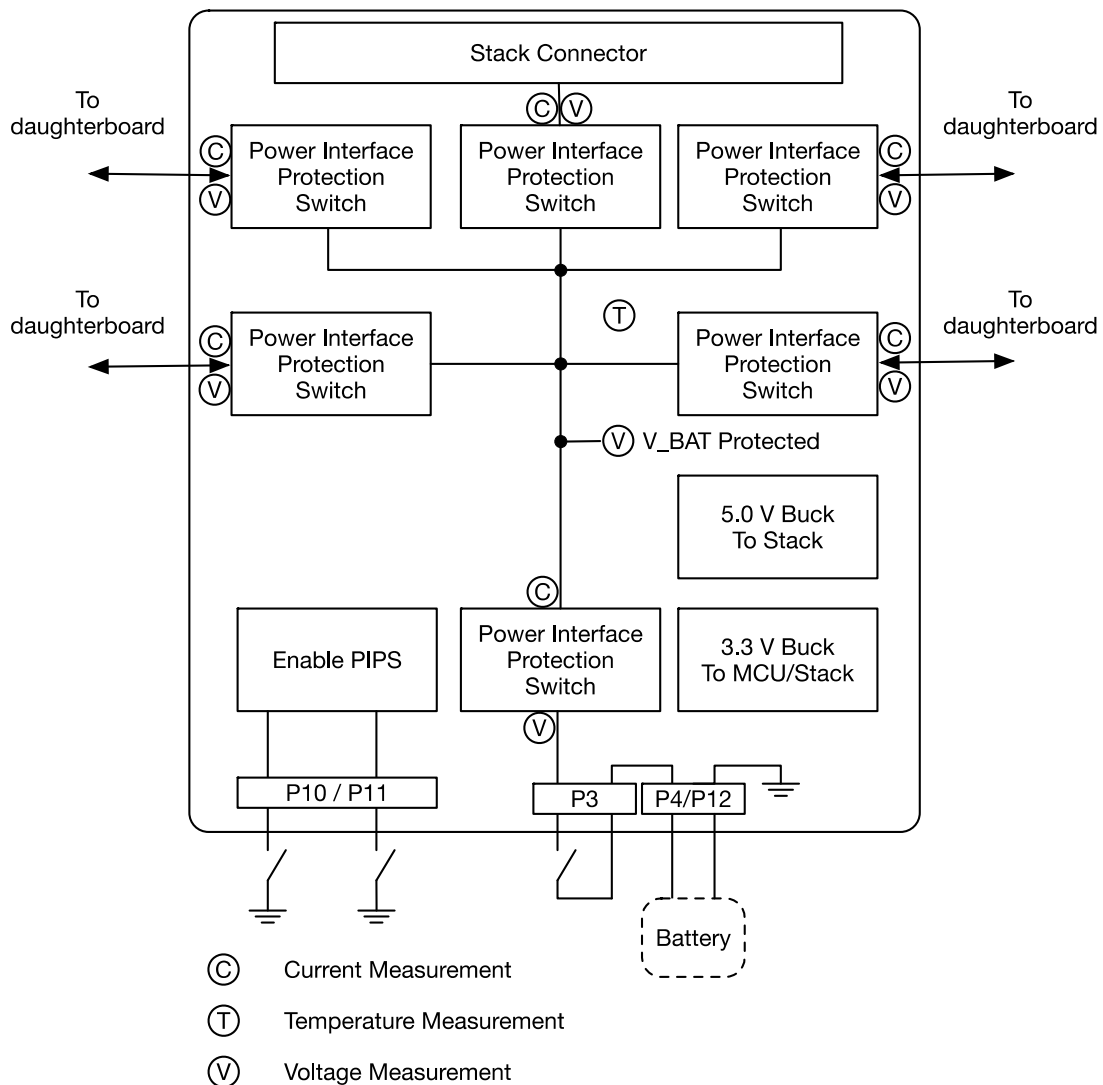 Stack Connector
To
daughterboard
C
V
To
daughterboard
C
V
Power Interface
Protection
Switch
Power Interface
Protection
Switch
Power Interface
Protection
Switch
C
V
To
daughterboard
C
V
Power Interface
Protection
Switch
T
Power Interface
Protection
Switch
C
V
To
daughterboard
V V_BAT Protected
5.0 V Buck
To Stack
C
Enable PIPS
Power Interface
Protection
Switch
3.3 V Buck
To MCU/Stack
V
P10 / P11
P3
P4/P12
Battery
C Current Measurement
T Temperature Measurement
V Voltage Measurement